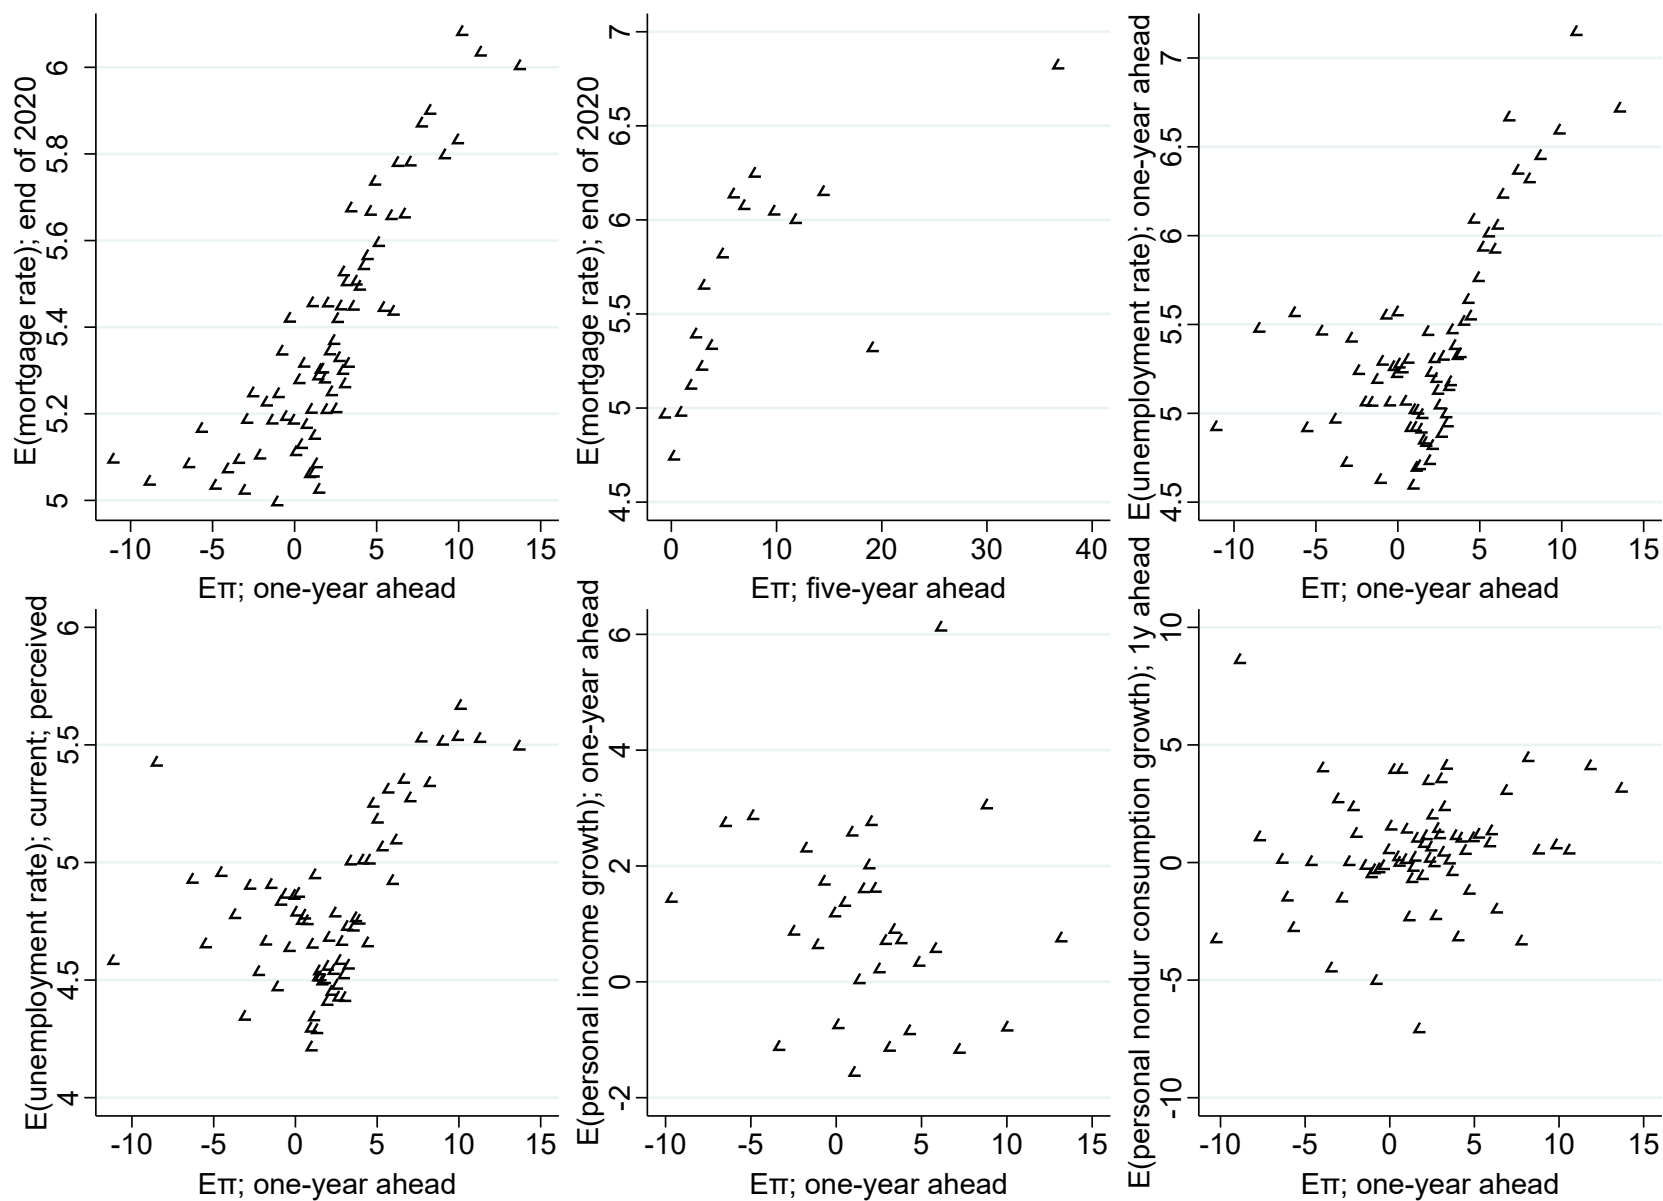 E(mortgage rate); end of 2020
6
5.8
5.6
5.4
5.2
5
-10 -5 0 5 10 15
Eπ; one-year ahead
E(mortgage rate); end of 2020
7
6.5
6
5.5
5
4.5
0 10 20 30 40
Eπ; five-year ahead
E(unemployment rate); one-year ahead
7
6.5
6
5.5
5
4.5
-10 -5 0 5 10 15
Eπ; one-year ahead
E(unemployment rate); current; perceived
6
5.5
5
4.5
4
-10 -5 0 5 10 15
Eπ; one-year ahead
E(personal income growth); one-year ahead
6
4
2
0
-2
-10 -5 0 5 10 15
Eπ; one-year ahead
E(personal nondur consumption growth); 1y ahead
10
5
0
-5
-10
-10 -5 0 5 10 15
Eπ; one-year ahead